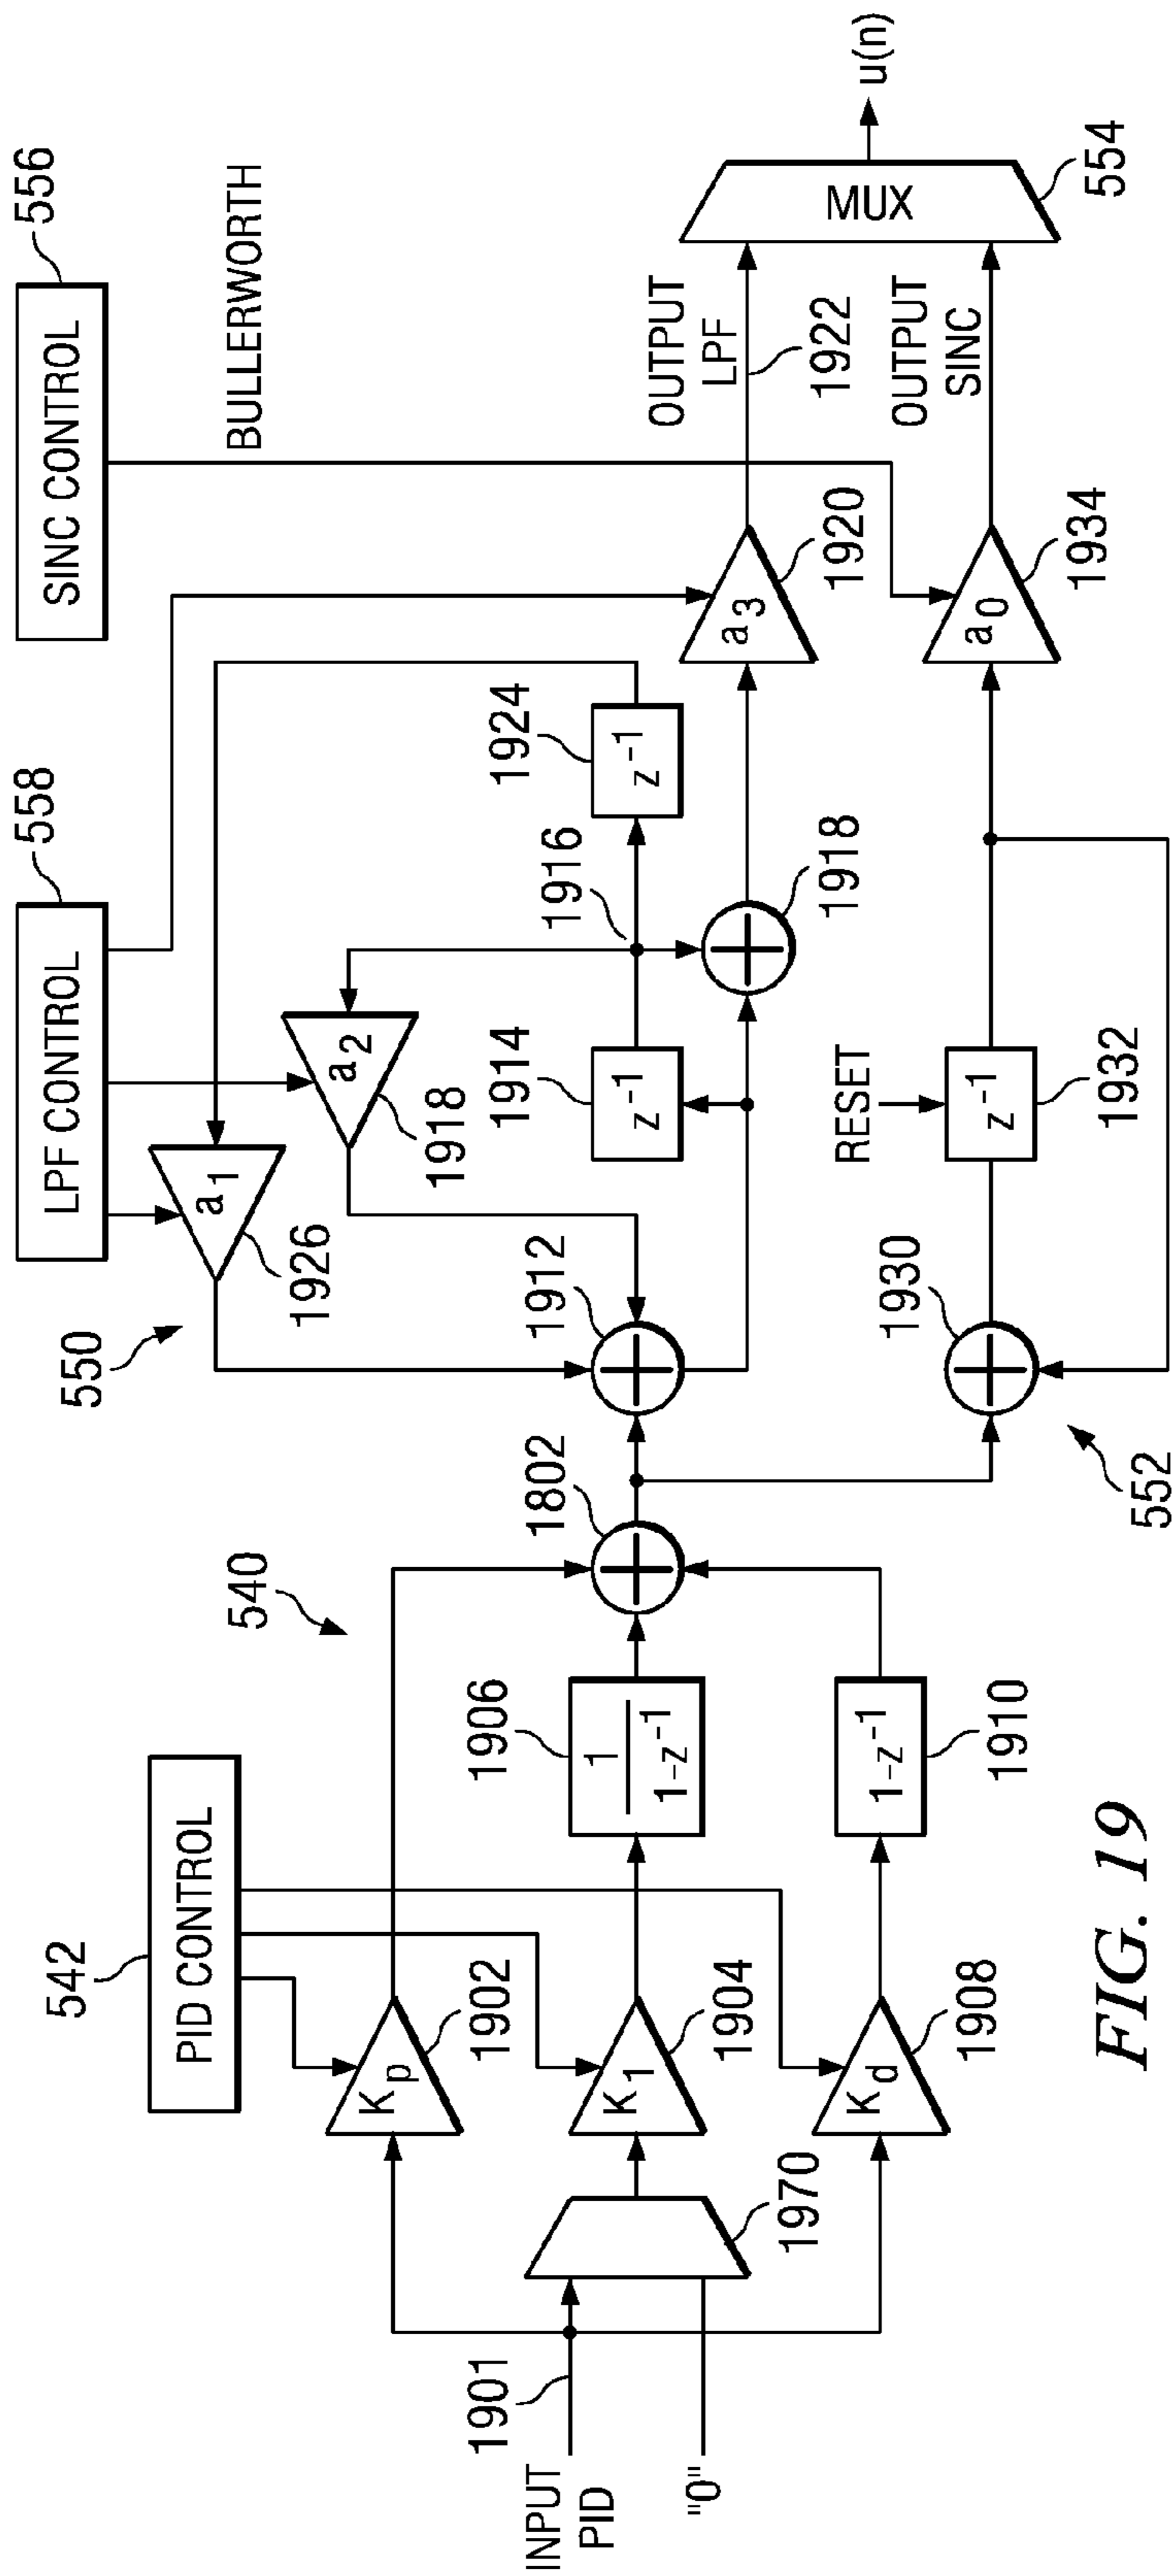 556
SINC CONTROL
BULLERWORTH
558
LPF CONTROL
542
PID CONTROL
550
a1
1926
a2
1918
1924
z-1
1916
1914
z-1
1912
1918
a3
1920
OUTPUT
LPF
1922
MUX
u(n)
554
OUTPUT
SINC
a0
1934
RESET
z-1
1932
1930
552
540
1802
1906
1
1-z-1
1-z-1
1910
Kp
1902
K1
1904
Kd
1908
1970
1901
INPUT
PID
"0"
FIG. 19